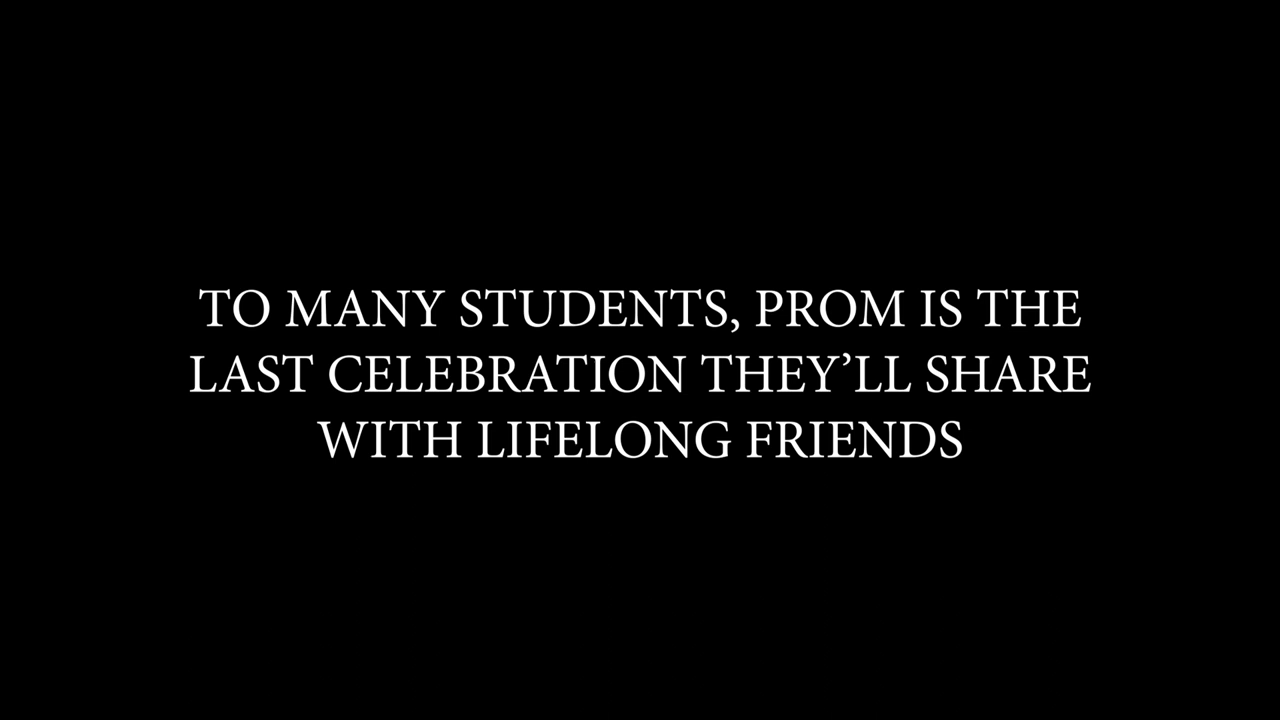 TO MANY STUDENTS, PROM IS THE
LAST CELEBRATION THEY’LL SHARE
WITH LIFELONG FRIENDS